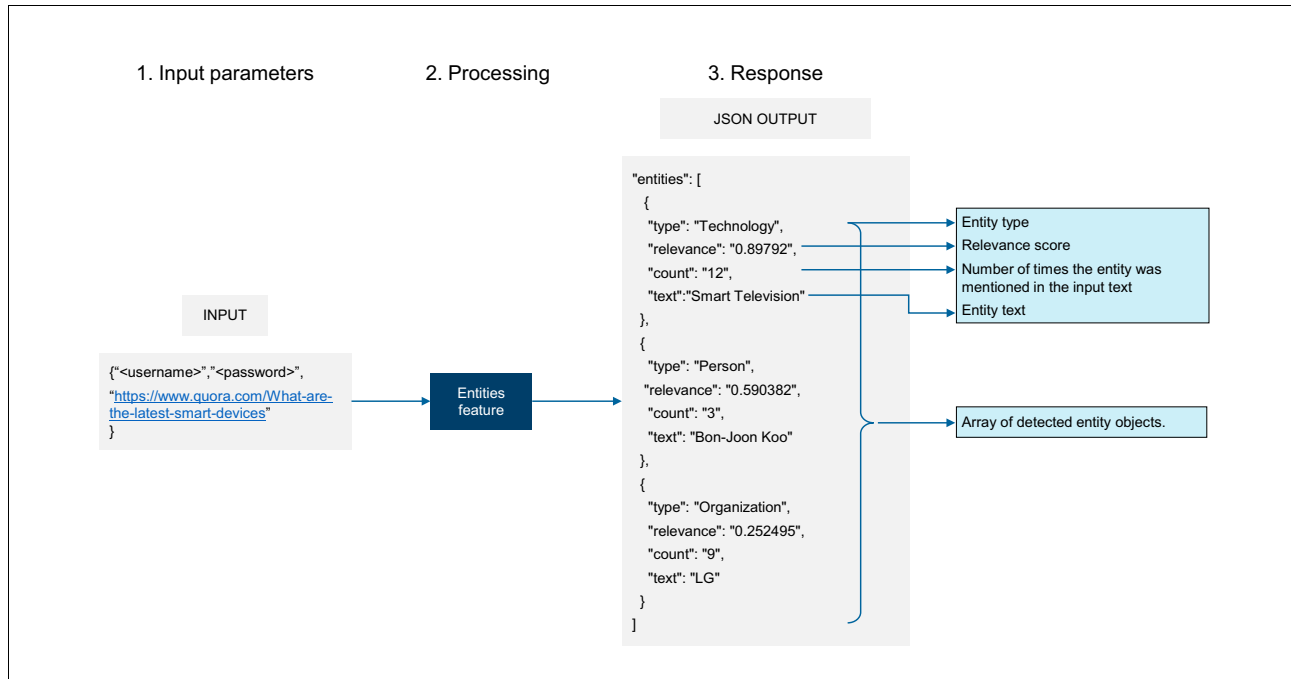 1. Input parameters
2. Processing
3. Response
JSON OUTPUT
"entities": [
{
"type": "Technology",
"relevance": "0.89792",
"count": "12",
"text":"Smart Television"
},
{
"type": "Person",
"relevance": "0.590382",
"count": "3",
"text": "Bon-Joon Koo"
},
{
"type": "Organization",
"relevance": "0.252495",
"count": "9",
"text": "LG"
}
]
INPUT
{“<username>”,”<password>”,
“https://www.quora.com/What-are-
the-latest-smart-devices”
}
Entities
feature
Entity type
Relevance score
Number of times the entity was
mentioned in the input text
Entity text
Array of detected entity objects.